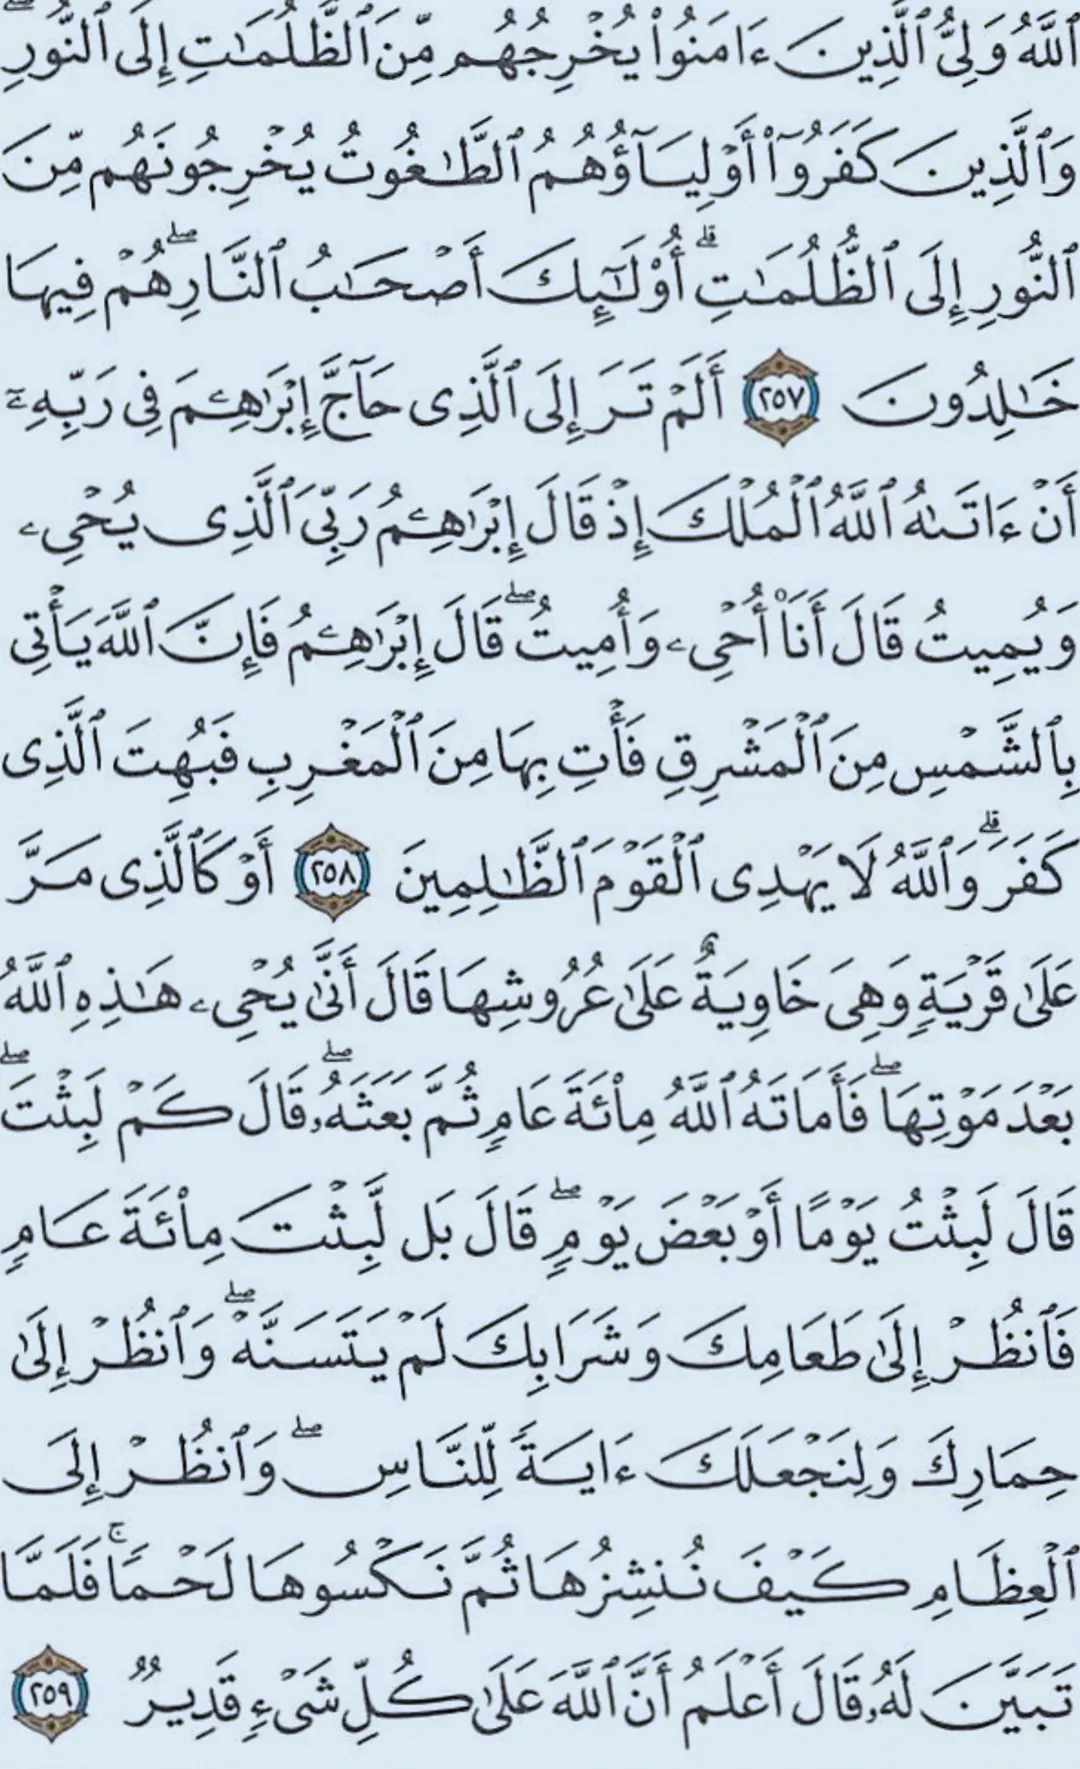 ٱللَّهُ وَلِىُّ ٱلَّذِينَ ءَامَنُوا۟ يُخْرِجُهُم مِّنَ ٱلظُّلُمَـٰتِ إِلَى ٱلنُّورِ ۖ
وَٱلَّذِينَ كَفَرُوٓا۟ أَوْلِيَآؤُهُمُ ٱلطَّـٰغُوتُ يُخْرِجُونَهُم مِّنَ
ٱلنُّورِ إِلَى ٱلظُّلُمَـٰتِ ۗ أُو۟لَـٰٓئِكَ أَصْحَـٰبُ ٱلنَّارِ ۖ هُمْ فِيهَا
خَـٰلِدُونَ ٢٥٧ أَلَمْ تَرَ إِلَى ٱلَّذِى حَآجَّ إِبْرَٰهِـۧمَ فِى رَبِّهِۦٓ
أَنْ ءَاتَىٰهُ ٱللَّهُ ٱلْمُلْكَ إِذْ قَالَ إِبْرَٰهِـۧمُ رَبِّىَ ٱلَّذِى يُحْىِۦ
وَيُمِيتُ قَالَ أَنَا۠ أُحْىِۦ وَأُمِيتُ ۖ قَالَ إِبْرَٰهِـۧمُ فَإِنَّ ٱللَّهَ يَأْتِى
بِٱلشَّمْسِ مِنَ ٱلْمَشْرِقِ فَأْتِ بِهَا مِنَ ٱلْمَغْرِبِ فَبُهِتَ ٱلَّذِى
كَفَرَ ۗ وَٱللَّهُ لَا يَهْدِى ٱلْقَوْمَ ٱلظَّـٰلِمِينَ ٢٥٨ أَوْ كَٱلَّذِى مَرَّ
عَلَىٰ قَرْيَةٍ وَهِىَ خَاوِيَةٌ عَلَىٰ عُرُوشِهَا قَالَ أَنَّىٰ يُحْىِۦ هَـٰذِهِ ٱللَّهُ
بَعْدَ مَوْتِهَا ۖ فَأَمَاتَهُ ٱللَّهُ مِا۟ئَةَ عَامٍ ثُمَّ بَعَثَهُۥ ۖ قَالَ كَمْ لَبِثْتَ ۖ
قَالَ لَبِثْتُ يَوْمًا أَوْ بَعْضَ يَوْمٍ ۖ قَالَ بَل لَّبِثْتَ مِا۟ئَةَ عَامٍ
فَٱنظُرْ إِلَىٰ طَعَامِكَ وَشَرَابِكَ لَمْ يَتَسَنَّهْ ۖ وَٱنظُرْ إِلَىٰ
حِمَارِكَ وَلِنَجْعَلَكَ ءَايَةً لِّلنَّاسِ ۖ وَٱنظُرْ إِلَى
ٱلْعِظَامِ كَيْفَ نُنشِزُهَا ثُمَّ نَكْسُوهَا لَحْمًا ۚ فَلَمَّا
تَبَيَّنَ لَهُۥ قَالَ أَعْلَمُ أَنَّ ٱللَّهَ عَلَىٰ كُلِّ شَىْءٍ قَدِيرٌ ٢٥٩